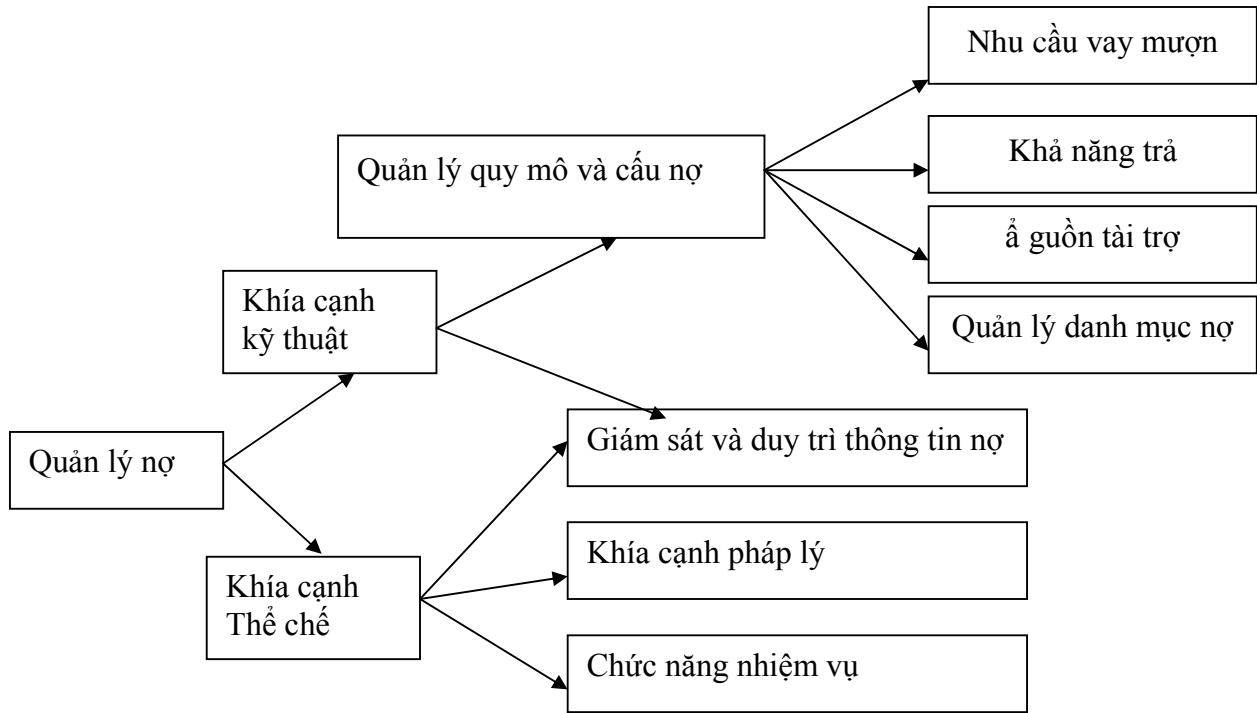 Nhu cầu vay mượn
Quản lý quy mô và cấu nợ
Khả năng trả
ẩ guồn tài trợ
Khía cạnh
kỹ thuật
Quản lý danh mục nợ
Giám sát và duy trì thông tin nợ
Quản lý nợ
Khía cạnh pháp lý
Khía cạnh
Thể chế
Chức năng nhiệm vụ